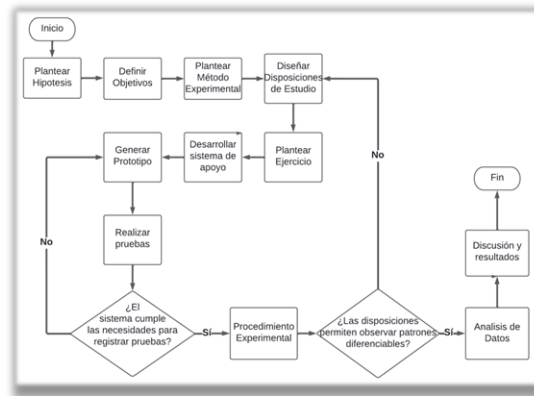 Inicio
Plantear
Hipotesis
Definir
Objetivos
Plantear
Método
Experimental
Diseñar
Disposiciones
de Estudio
Generar
Prototipo
Desarrollar
sistema de
apoyo
Plantear
Ejercicio
No
Fin
Realizar
pruebas
No
Discusión y
resultados
¿El
sistema cumple
las necesidades para
registrar pruebas?
Sí
Procedimiento
Experimental
¿Las disposiciones
permiten observar patrones
diferenciables?
Sí
Analisis de
Datos